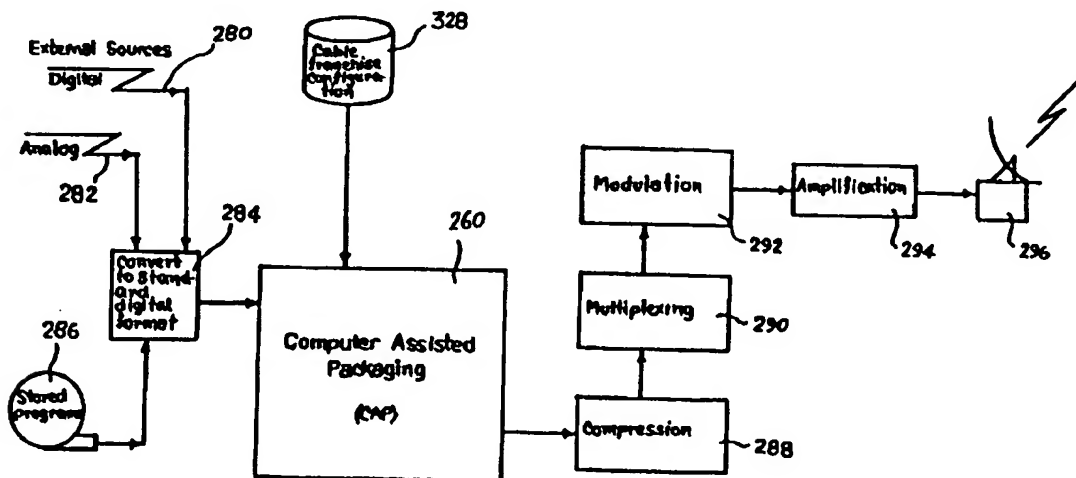 External Sources
280
Digital
Analog
282
284
Convert
to Stand-
ard
digital
format
286
Stored
programs
328
Cable
franchise
configura-
tion
260
Computer Assisted
Packaging
(CAP)
Compression
288
Multiplexing
290
Modulation
292
Amplification
294
296